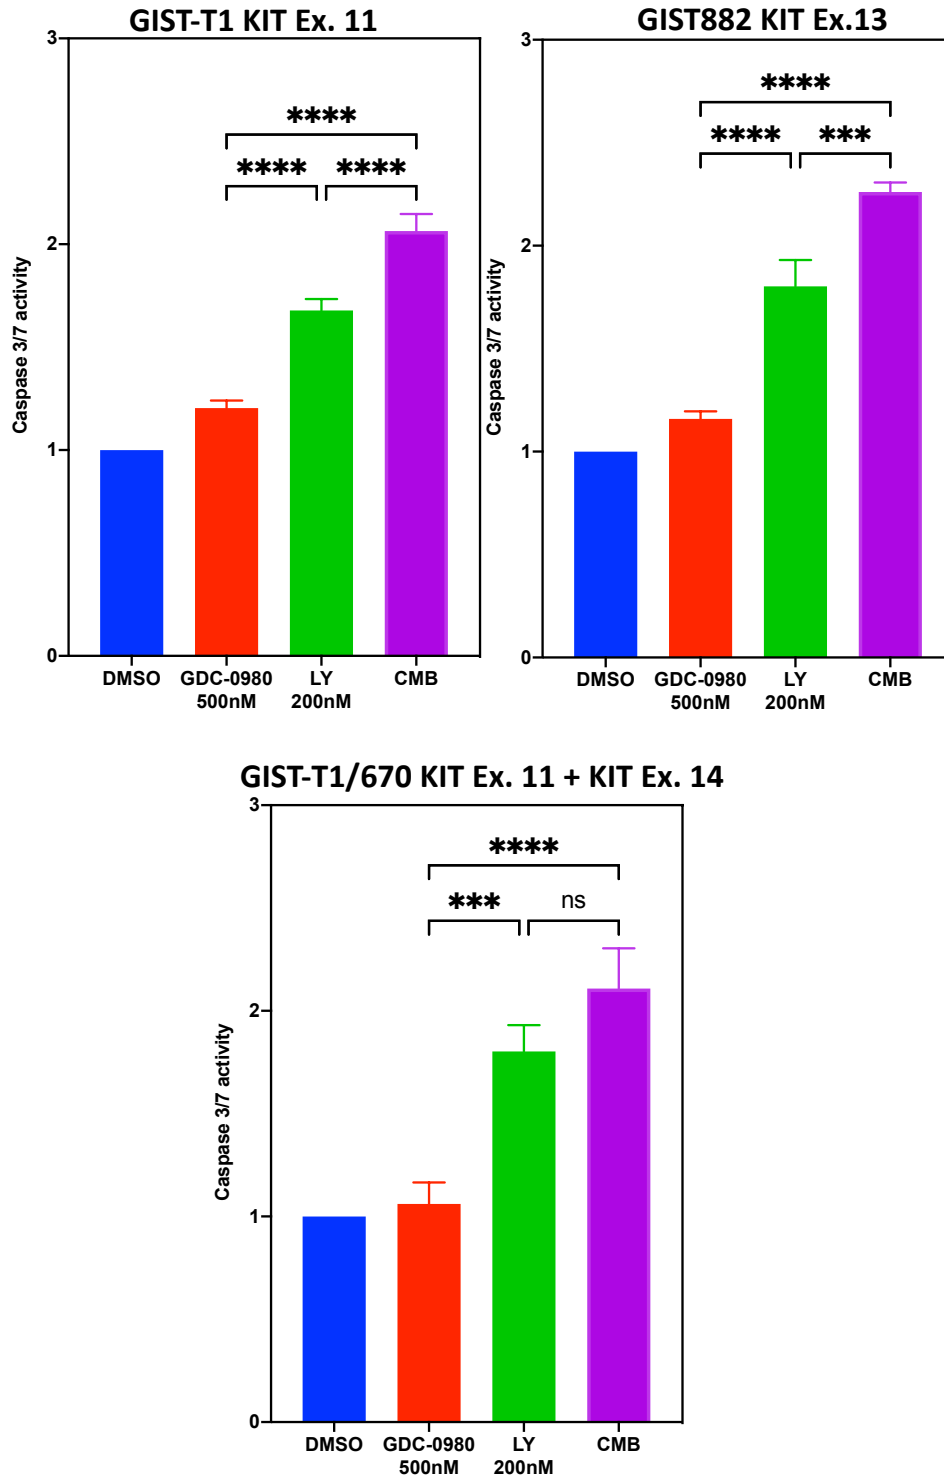 GIST-T1 KIT Ex. 11
3
2
1
0
Caspase 3/7 activity
****
**** ****
DMSO GDC-0980 LY CMB
500nM 200nM
GIST882 KIT Ex.13
3
2
1
0
Caspase 3/7 activity
****
**** ***
DMSO GDC-0980 LY CMB
500nM 200nM
GIST-T1/670 KIT Ex. 11 + KIT Ex. 14
3
2
1
0
Caspase 3/7 activity
****
*** ns
DMSO GDC-0980 LY CMB
500nM 200nM